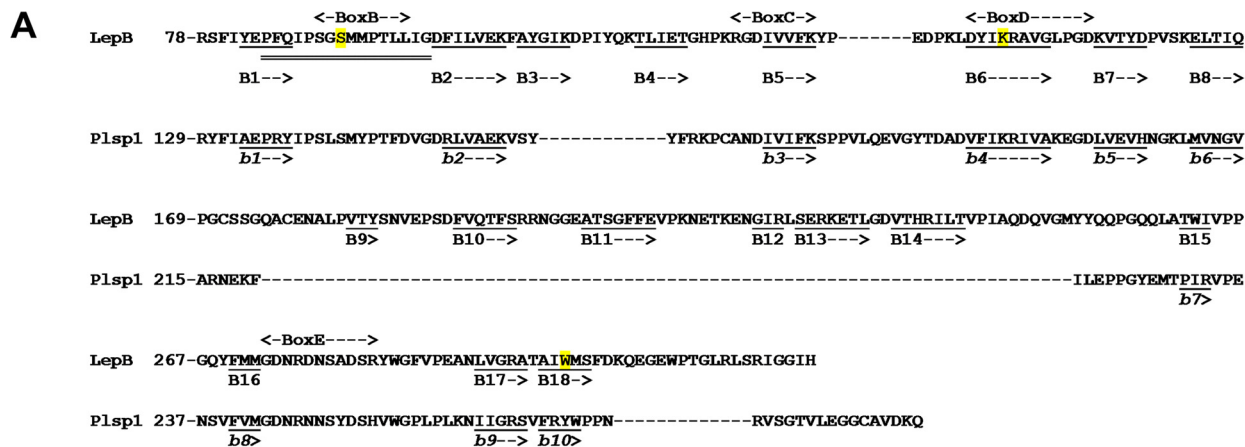 A
<-BoxB-->
<-BoxC->
<--BoxD---->
LepB 78-RSFIYEPFQIPSGSMMPTLLIGDFILVEKFAYGIKDPIYQKTLIETGHPKRGDIVVFKYP-------EDPKLDYIKRAVGLPGDKVTYDPVSKELTIQ
B1--> B2----> B3---> B4---> B5--> B6-----> B7--> B8-->
Plsp1 129-RYFIAEPRYIPSLSMYPTFDVGDRLVAEKVSY------------YFRKPCANDIVIFKSPPVLQEVGYTDADVFIKRIVAKEGDLVEVHNGKLMVNGV
b1--> b2---> b3--> b4-----> b5--> b6-->
LepB 169-PGCSSGQACENALPVTYSNVEPSDFVQTFSRRNGGEATSGFFEVPKNETKENGIRLSERKETLGDVTHRILTVPIAQDQVGMYYQQPGQQLATWIVPP
B9> B10--> B11---> B12 B13---> B14---> B15
Plsp1 215-ARNEKF----------------------------------------------------------------------------ILEPPGYEMTPIRVPE
b7>
<-BoxE---->
LepB 267-GQYFMMGDNRDNSADSRYWGFVPEANLVGRATAIWMSFDKQEGEWPTGLRLSRIGGIH
B16 B17-> B18->
Plsp1 237-NSVFVMGDNRNNSYDSHVWGPLPLKNIIGRSVFRYWPPN-------------RVSGTVLEGGCAVDKQ
b8> b9--> b10>